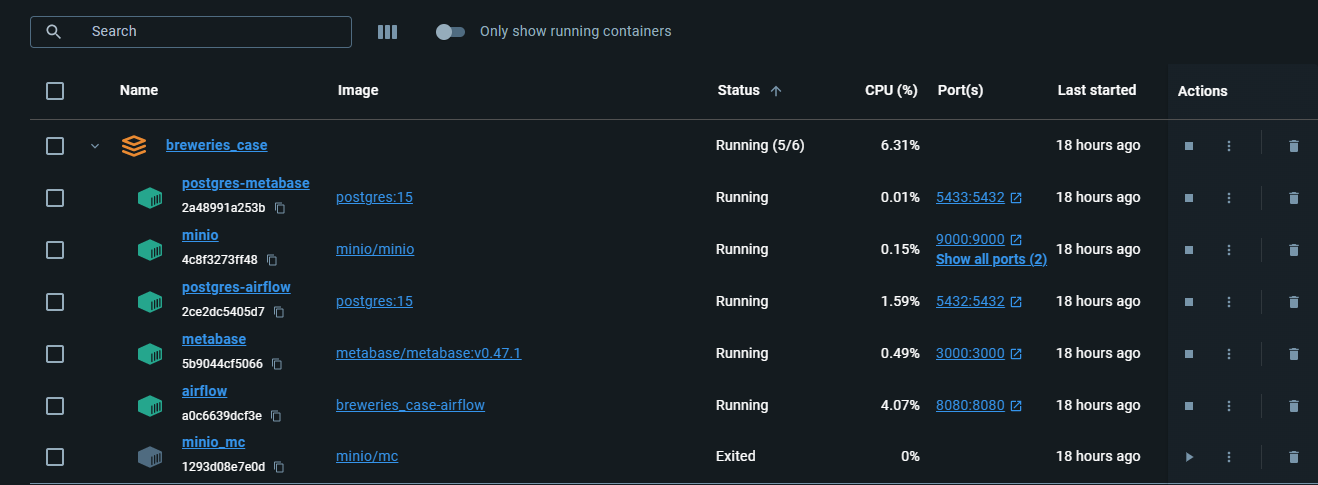 Search
Only show running containers
Name Image Status CPU (%) Port(s) Last started Actions
breweries_case Running (5/6) 6.31% 18 hours ago
postgres-metabase
2a48991a253b postgres:15 Running 0.01% 5433:5432 18 hours ago
minio
4c8f3273ff48 minio/minio Running 0.15% 9000:9000 18 hours ago
Show all ports (2)
postgres-airflow
2ce2dc5405d7 postgres:15 Running 1.59% 5432:5432 18 hours ago
metabase
5b9044cf5066 metabase/metabase:v0.47.1 Running 0.49% 3000:3000 18 hours ago
airflow
a0c6639dcf3e breweries_case-airflow Running 4.07% 8080:8080 18 hours ago
minio_mc
1293d08e7e0d minio/mc Exited 0% 18 hours ago